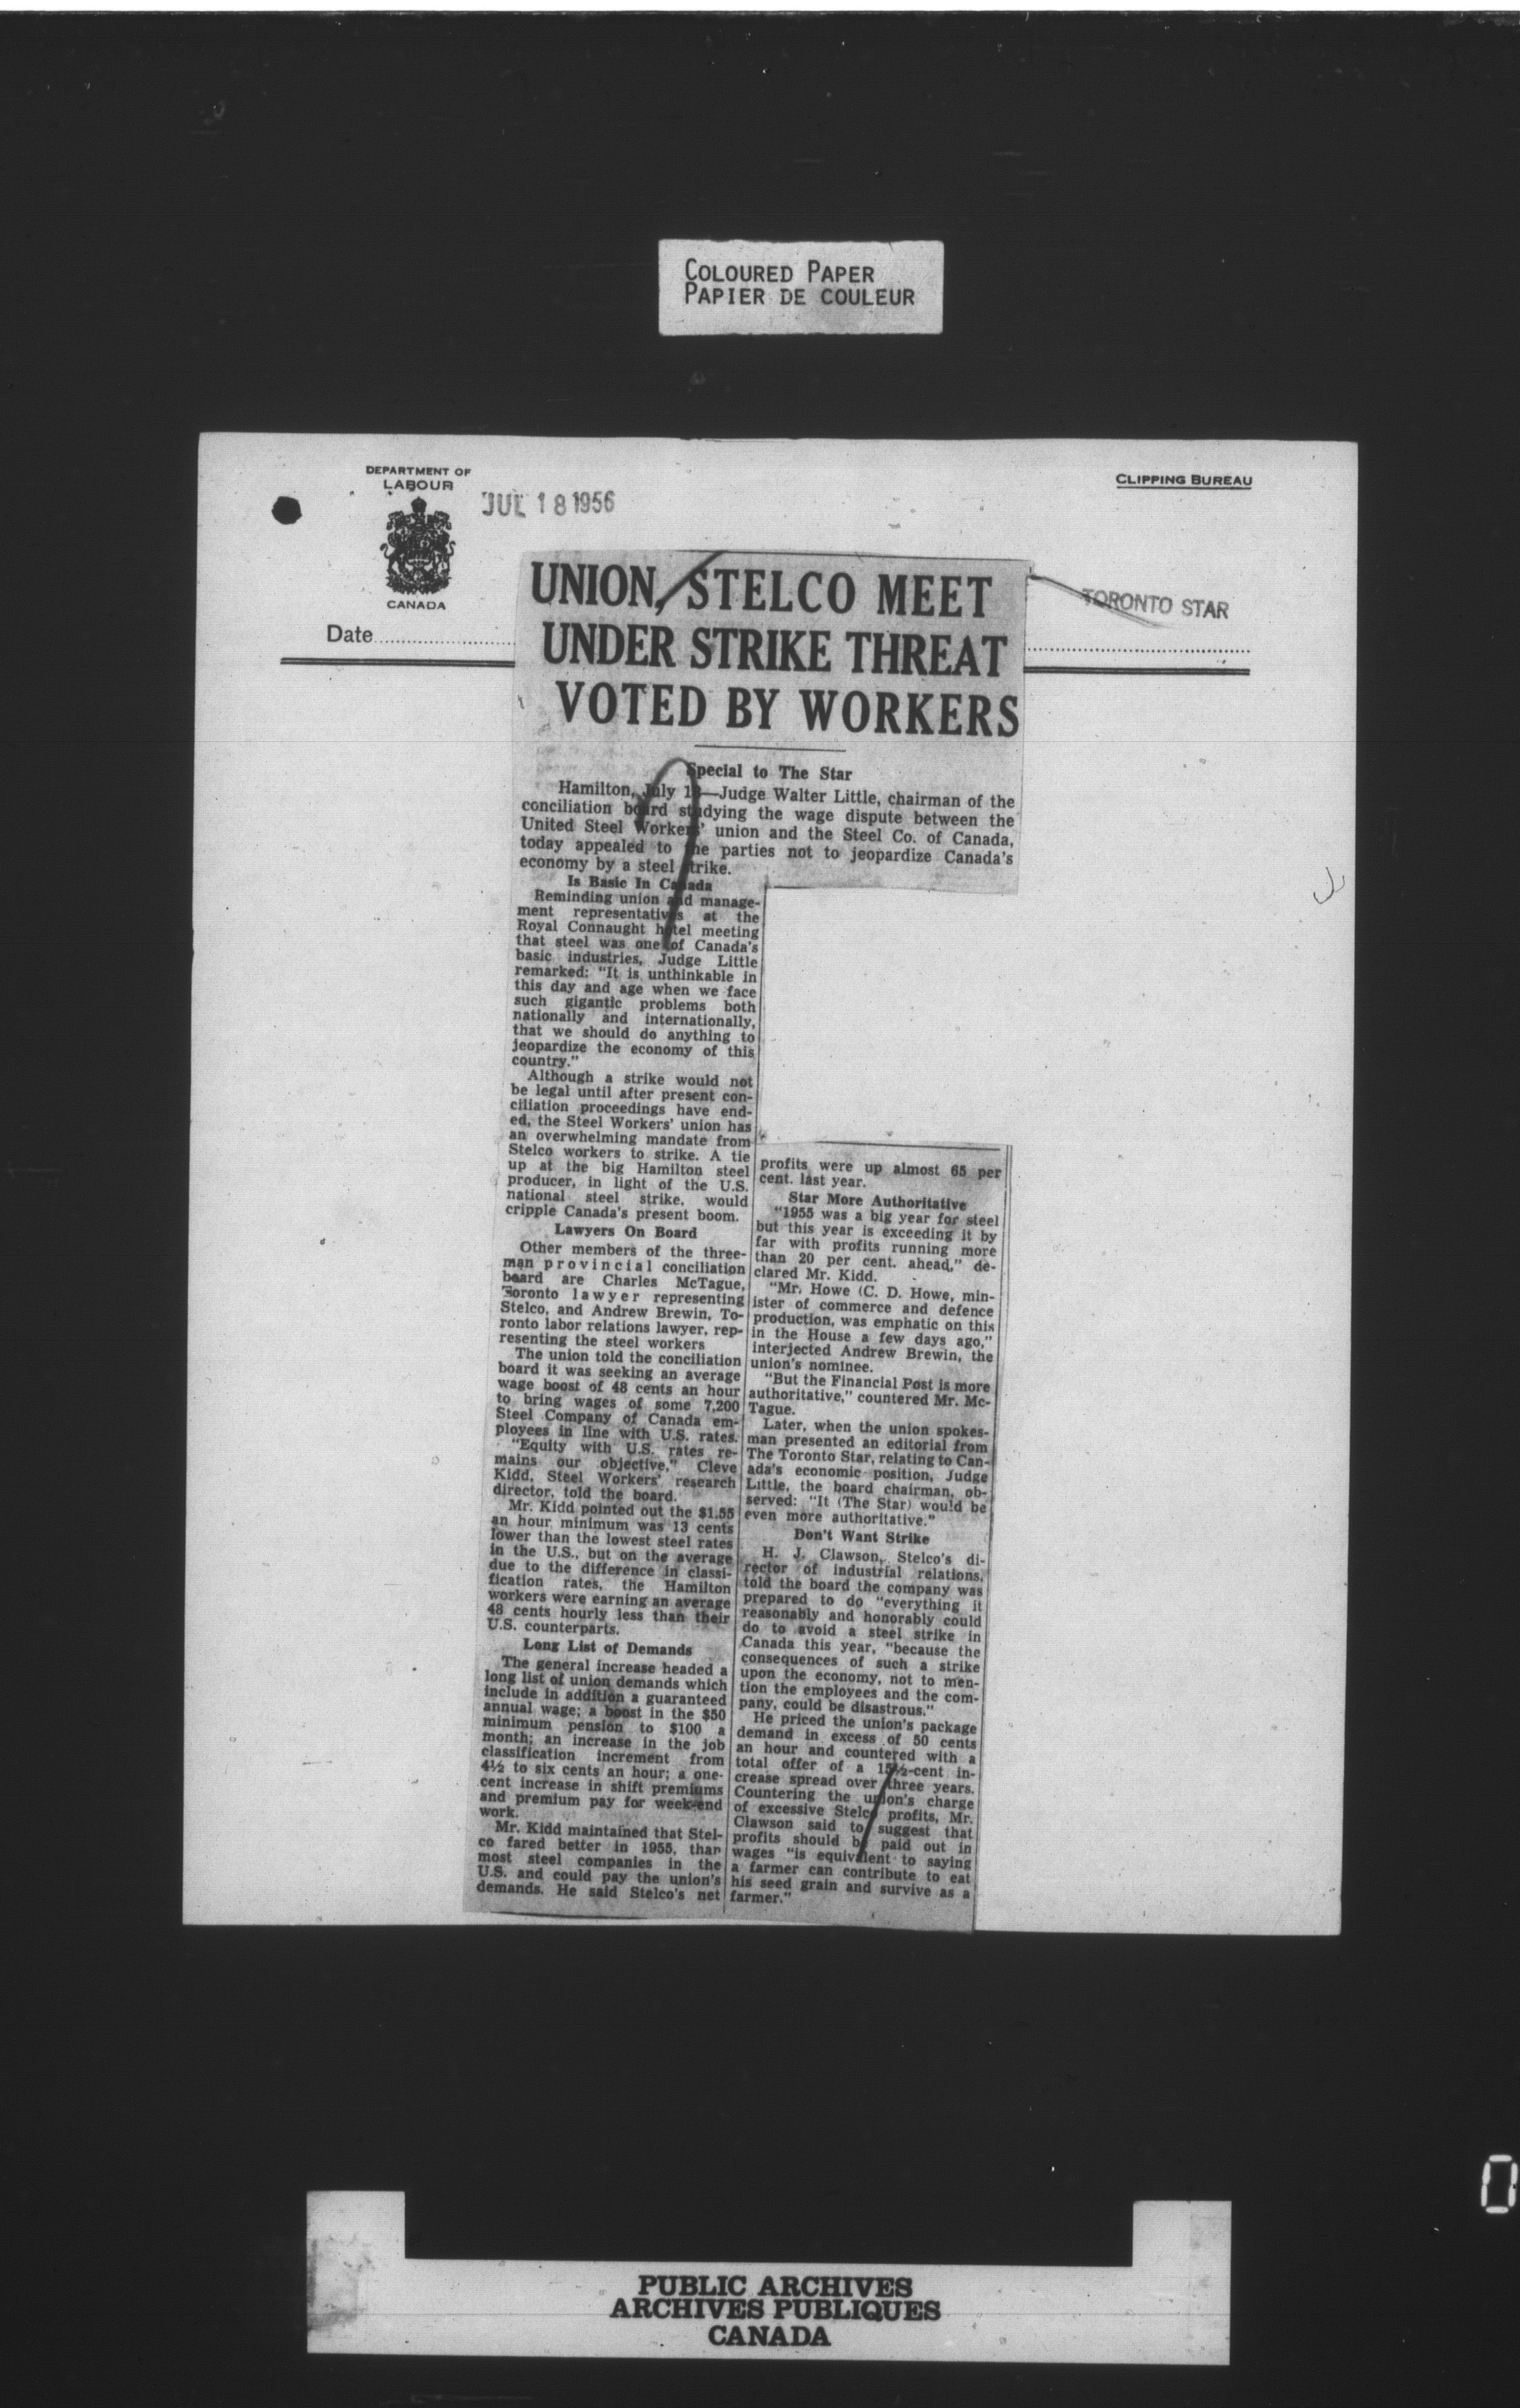 COLOURED PAPER
PAPIER DE COULEUR
DEPARTMENT OF
LABOUR
CANADA
JUL 18 1956
CLIPPING BUREAU
TORONTO STAR
Date
UNION, STELCO MEET
UNDER STRIKE THREAT
VOTED BY WORKERS
Special to The Star
Hamilton, July 18—Judge Walter Little, chairman of the
conciliation board studying the wage dispute between the
United Steel Workers' union and the Steel Co. of Canada,
today appealed to the parties not to jeopardize Canada's
economy by a steel strike.
Is Basic In Canada
Reminding union and manage-
ment representatives at the
Royal Connaught hotel meeting
that steel was one of Canada's
basic industries, Judge Little
remarked: "It is unthinkable in
this day and age when we face
such gigantic problems both
nationally and internationally,
that we should do anything to
jeopardize the economy of this
country."
Although a strike would not
be legal until after present con-
ciliation proceedings have end-
ed, the Steel Workers' union has
an overwhelming mandate from
Stelco workers to strike. A tie
up at the big Hamilton steel
producer, in light of the U.S.
national steel strike, would
cripple Canada's present boom.
Lawyers On Board
Other members of the three-
man provincial conciliation
board are Charles McTague,
Toronto lawyer representing
Stelco, and Andrew Brewin, To-
ronto labor relations lawyer, rep-
resenting the steel workers
The union told the conciliation
board it was seeking an average
wage boost of 48 cents an hour
to bring wages of some 7,200
Steel Company of Canada em-
ployees in line with U.S. rates.
"Equity with U.S. rates re-
mains our objective," Cleve
Kidd, Steel Workers' research
director, told the board.
Mr. Kidd pointed out the $1.55
an hour minimum was 13 cents
lower than the lowest steel rates
in the U.S., but on the average
due to the difference in classi-
fication rates, the Hamilton
workers were earning an average
48 cents hourly less than their
U.S. counterparts.
Long List of Demands
The general increase headed a
long list of union demands which
include in addition a guaranteed
annual wage; a boost in the $50
minimum pension to $100 a
month; an increase in the job
classification increment from
4½ to six cents an hour; a one-
cent increase in shift premiums
and premium pay for week-end
work.
Mr. Kidd maintained that Stel-
co fared better in 1955, than
most steel companies in the
U.S. and could pay the union's
demands. He said Stelco's net
profits were up almost 65 per
cent. last year.
Star More Authoritative
"1955 was a big year for steel
but this year is exceeding it by
far with profits running more
than 20 per cent. ahead," de-
clared Mr. Kidd.
"Mr. Howe (C. D. Howe, min-
ister of commerce and defence
production, was emphatic on this
in the House a few days ago,"
interjected Andrew Brewin, the
union's nominee.
"But the Financial Post is more
authoritative," countered Mr. Mc-
Tague.
Later, when the union spokes-
man presented an editorial from
The Toronto Star, relating to Can-
ada's economic position, Judge
Little, the board chairman, ob-
served: "It (The Star) would be
even more authoritative."
Don't Want Strike
H. J. Clawson, Stelco's di-
rector of industrial relations,
told the board the company was
prepared to do "everything it
reasonably and honorably could
do to avoid a steel strike in
Canada this year, "because the
consequences of such a strike
upon the economy, not to men-
tion the employees and the com-
pany, could be disastrous."
He priced the union's package
demand in excess of 50 cents
an hour and countered with a
total offer of a 15½-cent in-
crease spread over three years.
Countering the union's charge
of excessive Stelco profits, Mr.
Clawson said to suggest that
profits should be paid out in
wages "is equivalent to saying
a farmer can contribute to eat
his seed grain and survive as a
farmer."
0
PUBLIC ARCHIVES
ARCHIVES PUBLIQUES
CANADA